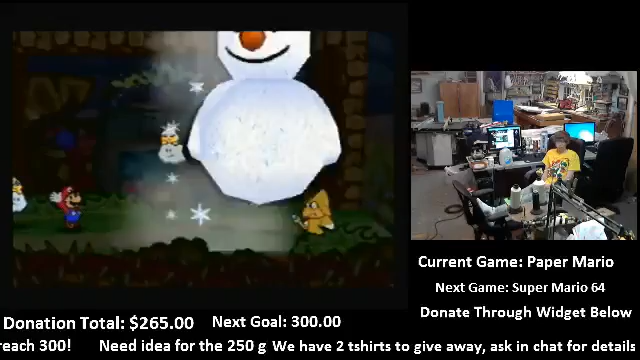 Current Game: Paper Mario
Next Game: Super Mario 64
Donate Through Widget Below
Donation Total: $265.00 Next Goal: 300.00
reach 300! Need idea for the 250 g We have 2 tshirts to give away, ask in chat for details